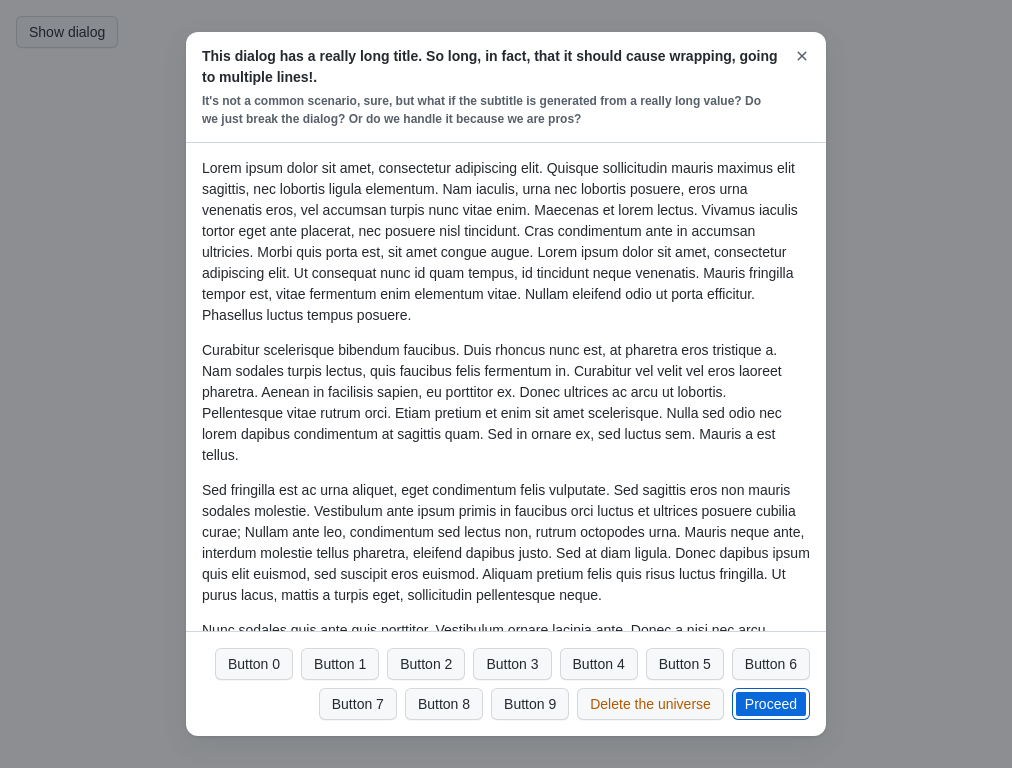 Show dialog
This dialog has a really long title. So long, in fact, that it should cause wrapping, going
to multiple lines!.
It's not a common scenario, sure, but what if the subtitle is generated from a really long value? Do
we just break the dialog? Or do we handle it because we are pros?
Lorem ipsum dolor sit amet, consectetur adipiscing elit. Quisque sollicitudin mauris maximus elit
sagittis, nec lobortis ligula elementum. Nam iaculis, urna nec lobortis posuere, eros urna
venenatis eros, vel accumsan turpis nunc vitae enim. Maecenas et lorem lectus. Vivamus iaculis
tortor eget ante placerat, nec posuere nisl tincidunt. Cras condimentum ante in accumsan
ultricies. Morbi quis porta est, sit amet congue augue. Lorem ipsum dolor sit amet, consectetur
adipiscing elit. Ut consequat nunc id quam tempus, id tincidunt neque venenatis. Mauris fringilla
tempor est, vitae fermentum enim elementum vitae. Nullam eleifend odio ut porta efficitur.
Phasellus luctus tempus posuere.
Curabitur scelerisque bibendum faucibus. Duis rhoncus nunc est, at pharetra eros tristique a.
Nam sodales turpis lectus, quis faucibus felis fermentum in. Curabitur vel velit vel eros laoreet
pharetra. Aenean in facilisis sapien, eu porttitor ex. Donec ultrices ac arcu ut lobortis.
Pellentesque vitae rutrum orci. Etiam pretium et enim sit amet scelerisque. Nulla sed odio nec
lorem dapibus condimentum at sagittis quam. Sed in ornare ex, sed luctus sem. Mauris a est
tellus.
Sed fringilla est ac urna aliquet, eget condimentum felis vulputate. Sed sagittis eros non mauris
sodales molestie. Vestibulum ante ipsum primis in faucibus orci luctus et ultrices posuere cubilia
curae; Nullam ante leo, condimentum sed lectus non, rutrum octopodes urna. Mauris neque ante,
interdum molestie tellus pharetra, eleifend dapibus justo. Sed at diam ligula. Donec dapibus ipsum
quis elit euismod, sed suscipit eros euismod. Aliquam pretium felis quis risus luctus fringilla. Ut
purus lacus, mattis a turpis eget, sollicitudin pellentesque neque.
Nunc sodales quis ante quis porttitor. Vestibulum ornare lacinia ante. Donec a nisi nec arcu
Button 0 Button 1 Button 2 Button 3 Button 4 Button 5 Button 6
Button 7 Button 8 Button 9 Delete the universe Proceed